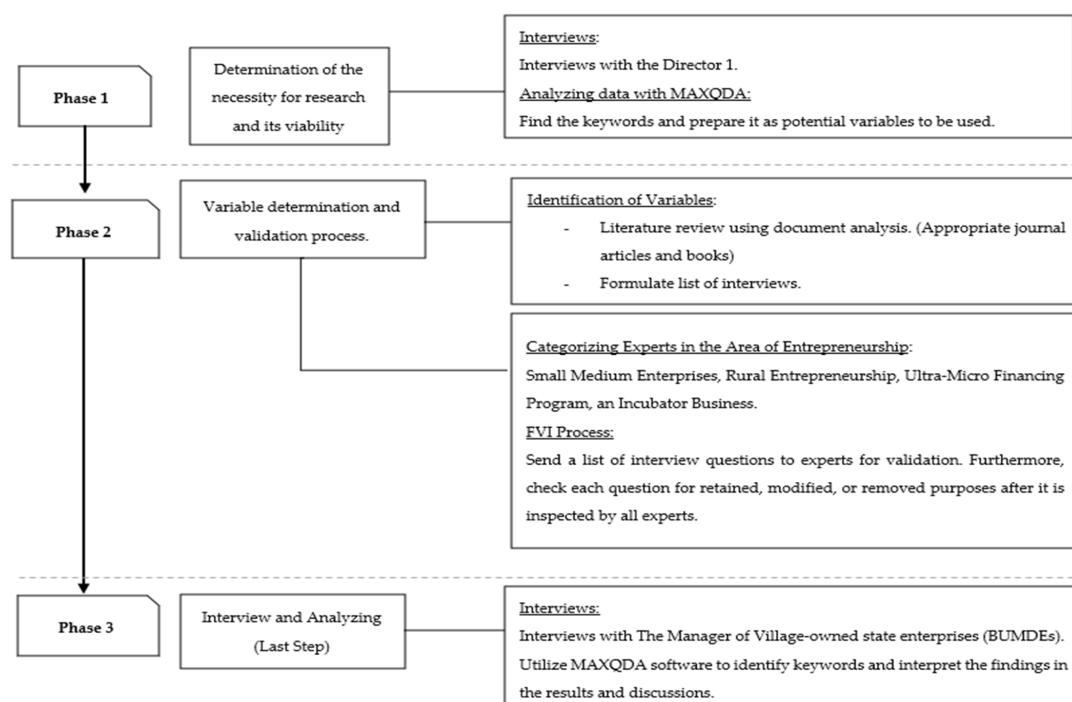 Phase 1
Determination of the
necessity for research
and its viability
Interviews:
Interviews with the Director 1.
Analyzing data with MAXQDA:
Find the keywords and prepare it as potential variables to be used.
Phase 2
Variable determination and
validation process.
Identification of Variables:
- Literature review using document analysis. (Appropriate journal
articles and books)
- Formulate list of interviews.
Categorizing Experts in the Area of Entrepreneurship:
Small Medium Enterprises, Rural Entrepreneurship, Ultra-Micro Financing
Program, an Incubator Business.
FVI Process:
Send a list of interview questions to experts for validation. Furthermore,
check each question for retained, modified, or removed purposes after it is
inspected by all experts.
Phase 3
Interview and Analyzing
(Last Step)
Interviews:
Interviews with The Manager of Village-owned state enterprises (BUMDEs).
Utilize MAXQDA software to identify keywords and interpret the findings in
the results and discussions.